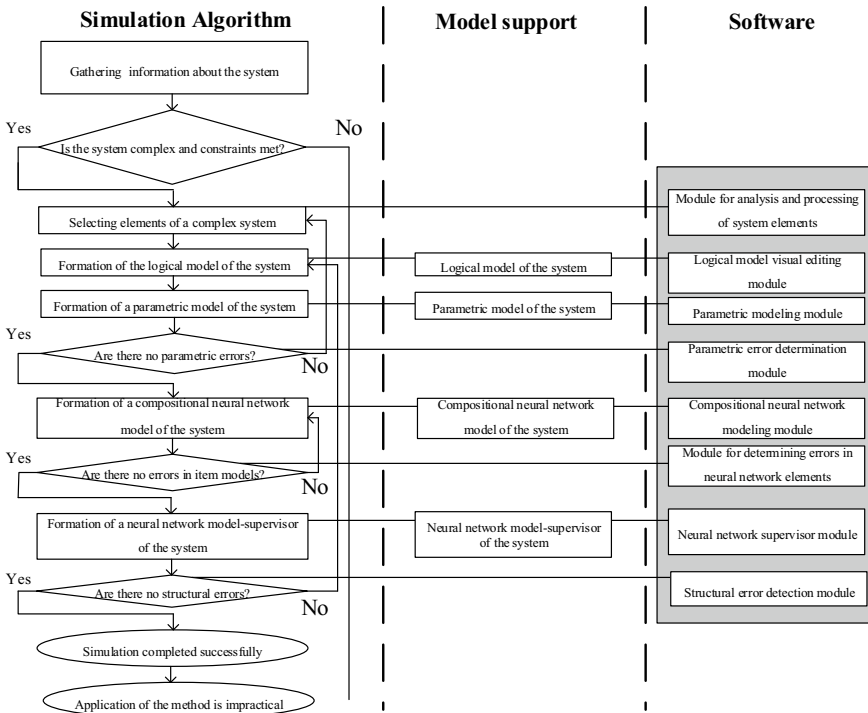 Simulation Algorithm
Model support
Software
Gathering information about the system
Yes
No
Is the system complex and constraints met?
Selecting elements of a complex system
Module for analysis and processing
of system elements
Formation of the logical model of the system
Logical model of the system
Logical model visual editing
module
Formation of a parametric model of the system
Parametric model of the system
Parametric modeling module
Yes
Are there no parametric errors?
No
Parametric error determination
module
Formation of a compositional neural network
model of the system
Compositional neural network
model of the system
Compositional neural network
modeling module
Yes
Are there no errors in item models?
No
Module for determining errors in
neural network elements
Formation of a neural network model-supervisor
of the system
Neural network model-supervisor
of the system
Neural network supervisor module
Yes
Are there no structural errors?
No
Structural error detection module
Simulation completed successfully
Application of the method is impractical